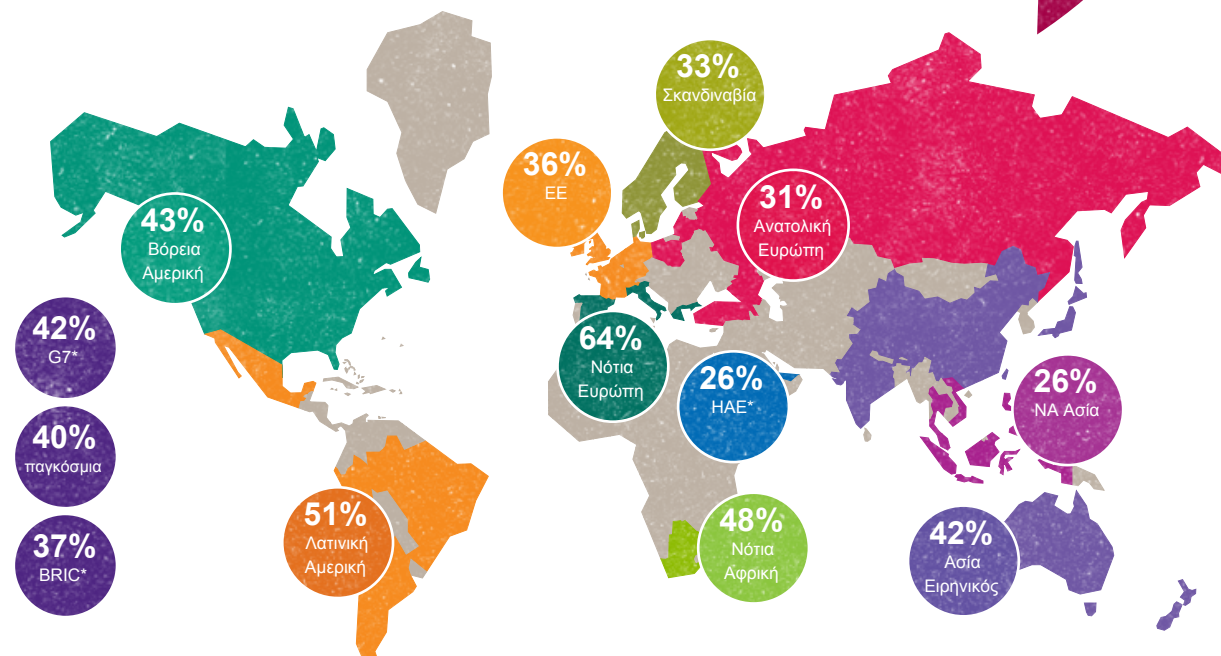 33%
Σκανδιναβία
36%
ΕΕ
31%
Ανατολική
Ευρώπη
43%
Βόρεια
Αμερική
42%
G7*
64%
Νότια
Ευρώπη
26%
ΗΑΕ*
26%
ΝΑ Ασία
40%
παγκόσμια
51%
Λατινική
Αμερική
48%
Νότια
Αφρική
42%
Ασία
Ειρηνικός
37%
BRIC*